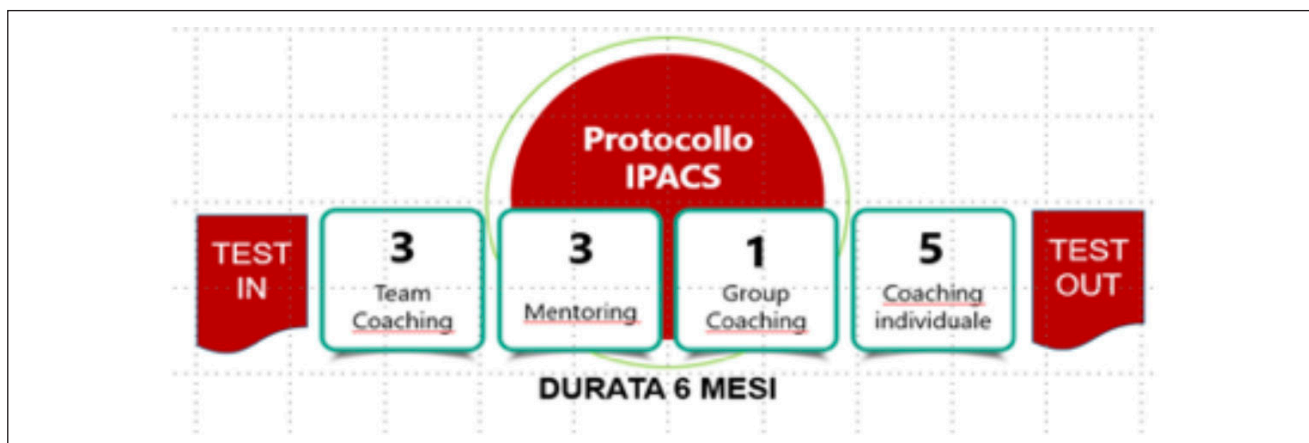 Protocollo
IPACS
TEST
IN
3
Team
Coaching
3
Mentoring
1
Group
Coaching
5
Coaching
individuale
TEST
OUT
DURATA 6 MESI